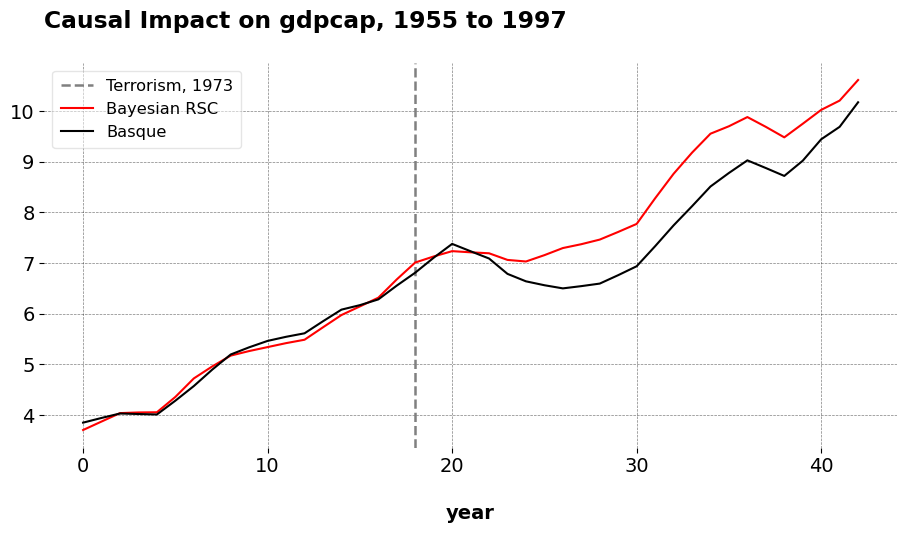 Causal Impact on gdpcap, 1955 to 1997
Terrorism, 1973
Bayesian RSC
Basque
10
9
8
7
6
5
4
0 10 20 30 40
year